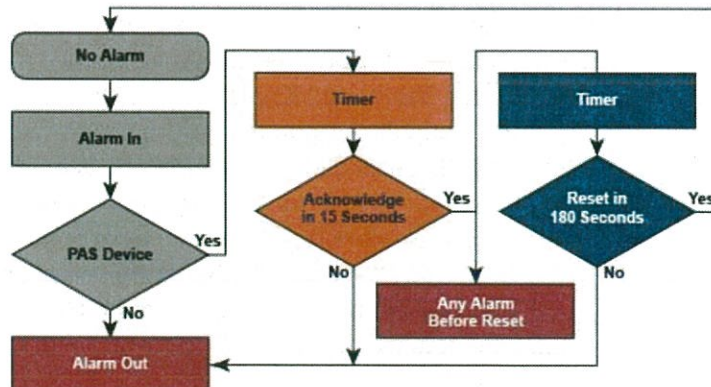 No Alarm
Alarm In
PAS Device
Yes
No
Alarm Out
Timer
Acknowledge
in 15 Seconds
Yes
No
Any Alarm
Before Reset
Timer
Reset in
180 Seconds
Yes
No